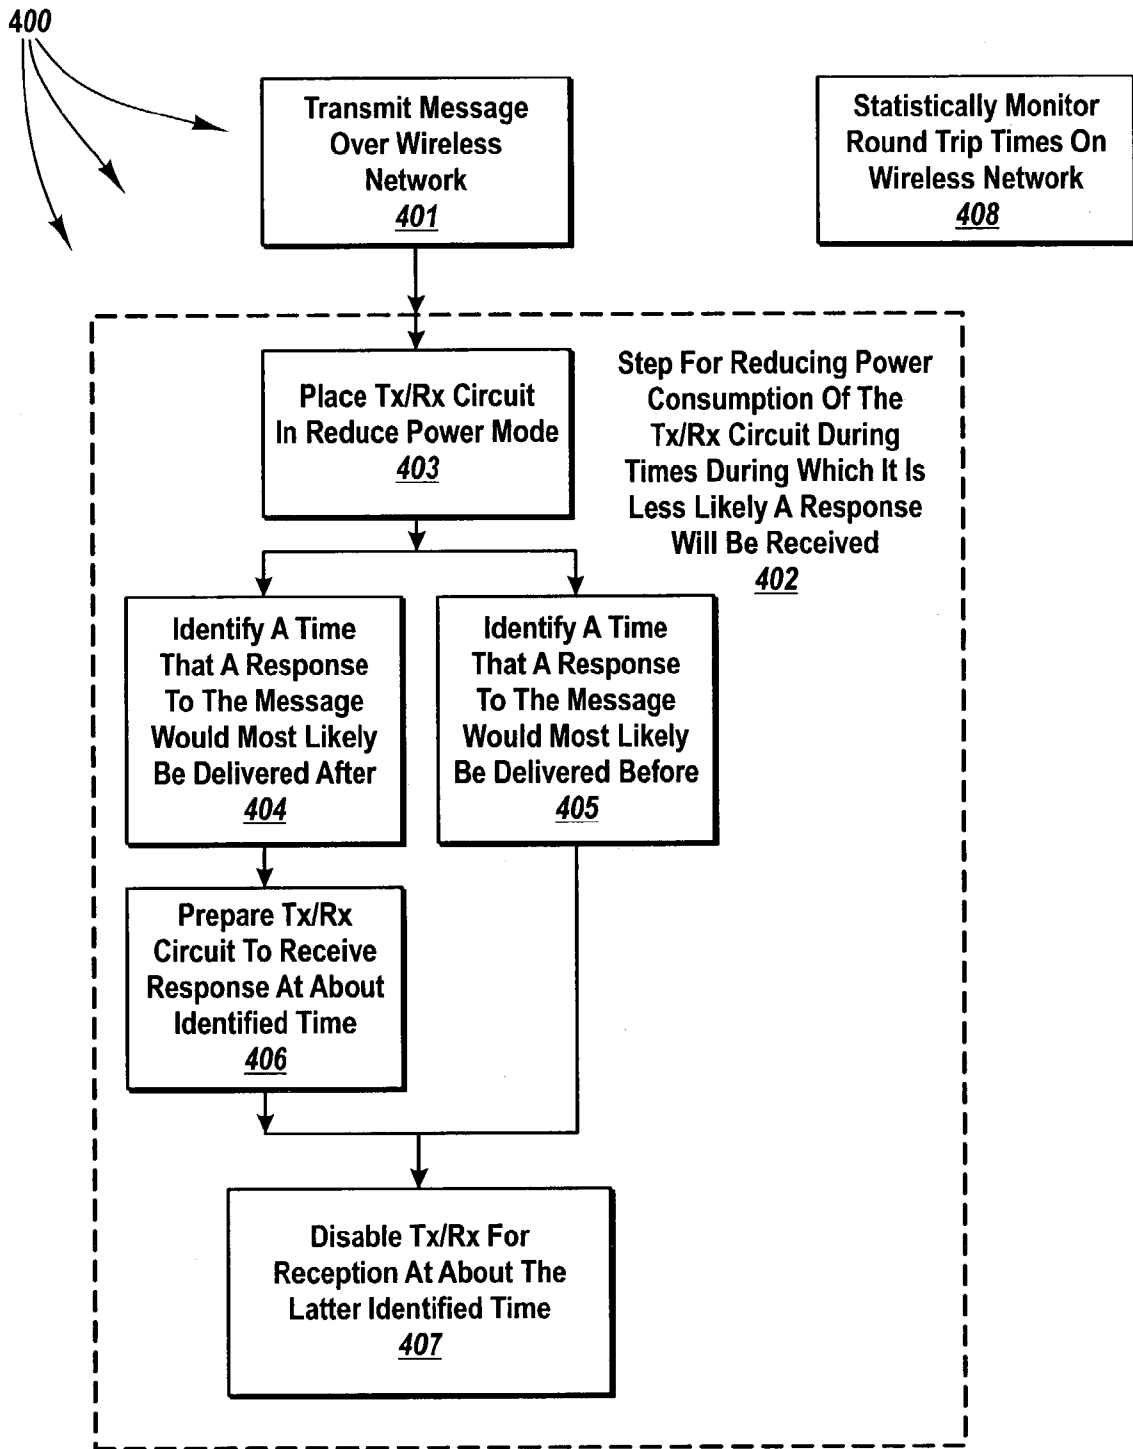 400
Transmit Message
Over Wireless
Network
401
Statistically Monitor
Round Trip Times On
Wireless Network
408
Place Tx/Rx Circuit
In Reduce Power Mode
403
Step For Reducing Power
Consumption Of The
Tx/Rx Circuit During
Times During Which It Is
Less Likely A Response
Will Be Received
402
Identify A Time
That A Response
To The Message
Would Most Likely
Be Delivered After
404
Identify A Time
That A Response
To The Message
Would Most Likely
Be Delivered Before
405
Prepare Tx/Rx
Circuit To Receive
Response At About
Identified Time
406
Disable Tx/Rx For
Reception At About The
Latter Identified Time
407